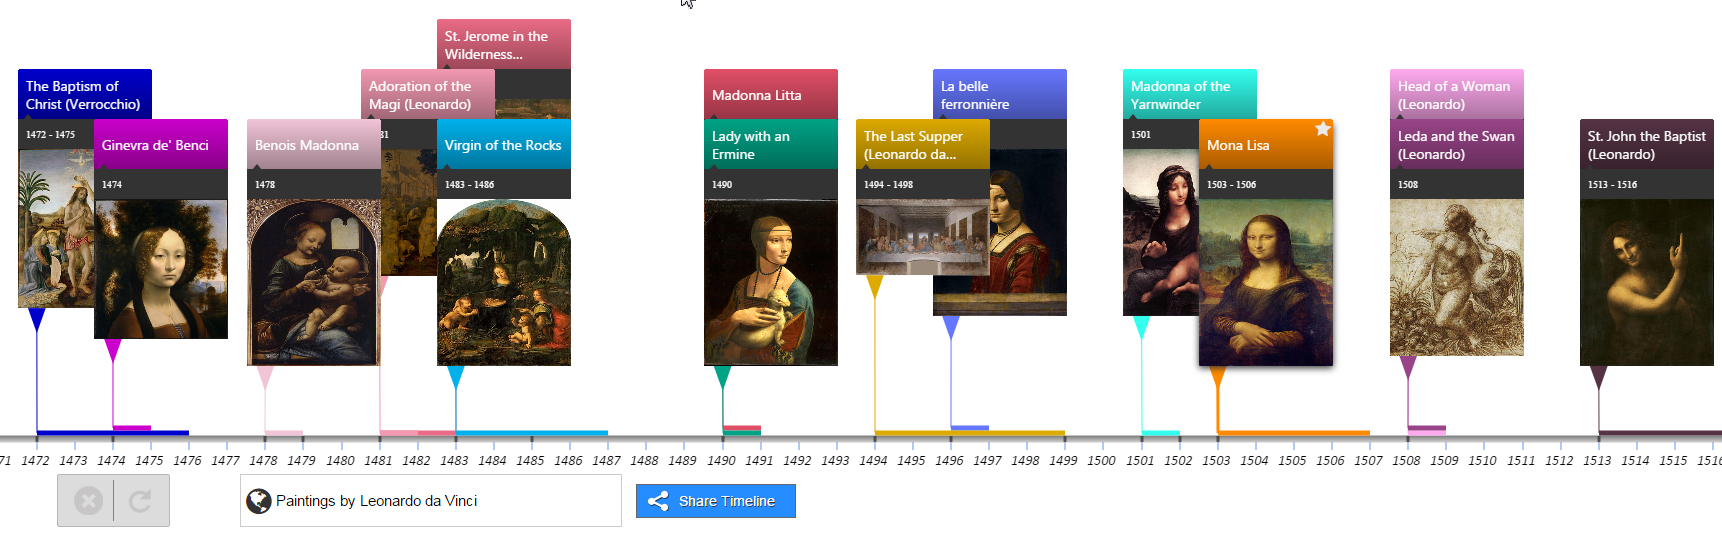 St. Jerome in the
Wilderness...
The Baptism of
Christ (Verrocchio)
1472 - 1475
Ginevra de' Benci
1474
Benois Madonna
1478
Adoration of the
Magi (Leonardo)
81
Virgin of the Rocks
1483 - 1486
Madonna Litta
Lady with an
Ermine
1490
The Last Supper
(Leonardo da...
1494 - 1498
La belle
ferronnière
Madonna of the
Yarnwinder
1501
Mona Lisa
1503 - 1506
Head of a Woman
(Leonardo)
Leda and the Swan
(Leonardo)
1508
St. John the Baptist
(Leonardo)
1513 - 1516
71 1472 1473 1474 1475 1476 1477 1478 1479 1480 1481 1482 1483 1484 1485 1486 1487 1488 1489 1490 1491 1492 1493 1494 1495 1496 1497 1498 1499 1500 1501 1502 1503 1504 1505 1506 1507 1508 1509 1510 1511 1512 1513 1514 1515 1516
Paintings by Leonardo da Vinci
Share Timeline